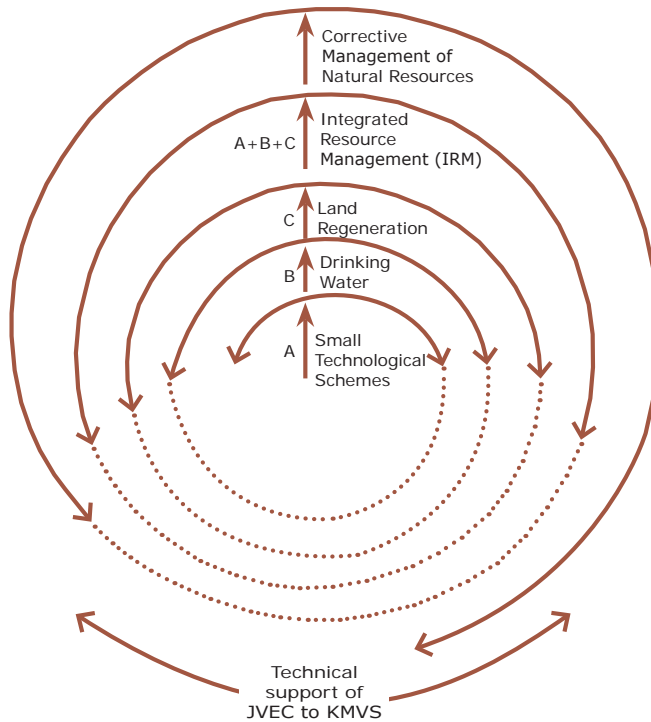 Corrective
Management of
Natural Resources
A+B+C
Integrated
Resource
Management (IRM)
C
Land
Regeneration
B
Drinking
Water
A
Small
Technological
Schemes
Technical
support of
JVEC to KMVS